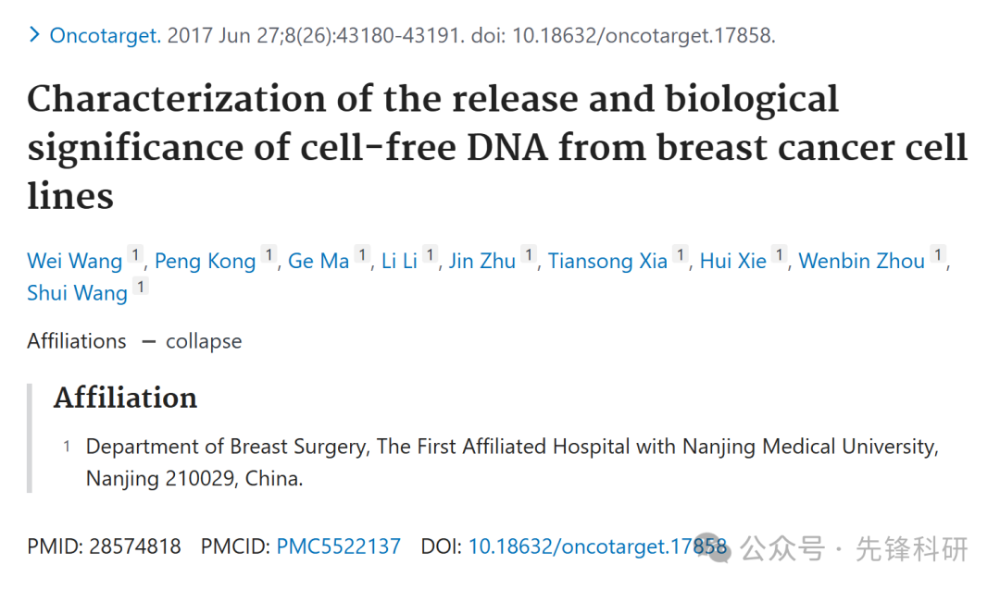 Oncotarget. 2017 Jun 27;8(26):43180-43191. doi: 10.18632/oncotarget.17858.
Characterization of the release and biological
significance of cell-free DNA from breast cancer cell
lines
Wei Wang 1, Peng Kong 1, Ge Ma 1, Li Li 1, Jin Zhu 1, Tiansong Xia 1, Hui Xie 1, Wenbin Zhou 1,
Shui Wang 1
Affiliations — collapse
Affiliation
1 Department of Breast Surgery, The First Affiliated Hospital with Nanjing Medical University,
Nanjing 210029, China.
PMID: 28574818 PMCID: PMC5522137 DOI: 10.18632/oncotarget.17858
公众号 · 先锋科研